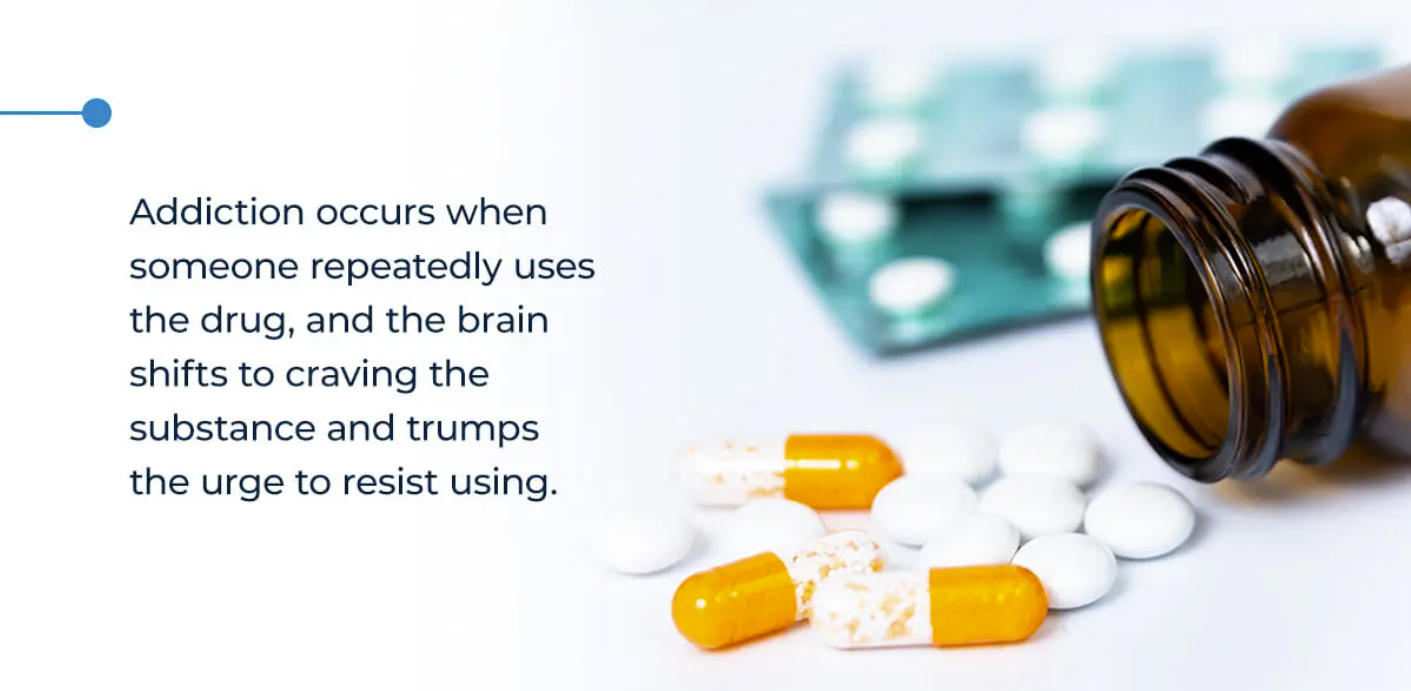 Addiction occurs when
someone repeatedly uses
the drug, and the brain
shifts to craving the
substance and trumps
the urge to resist using.